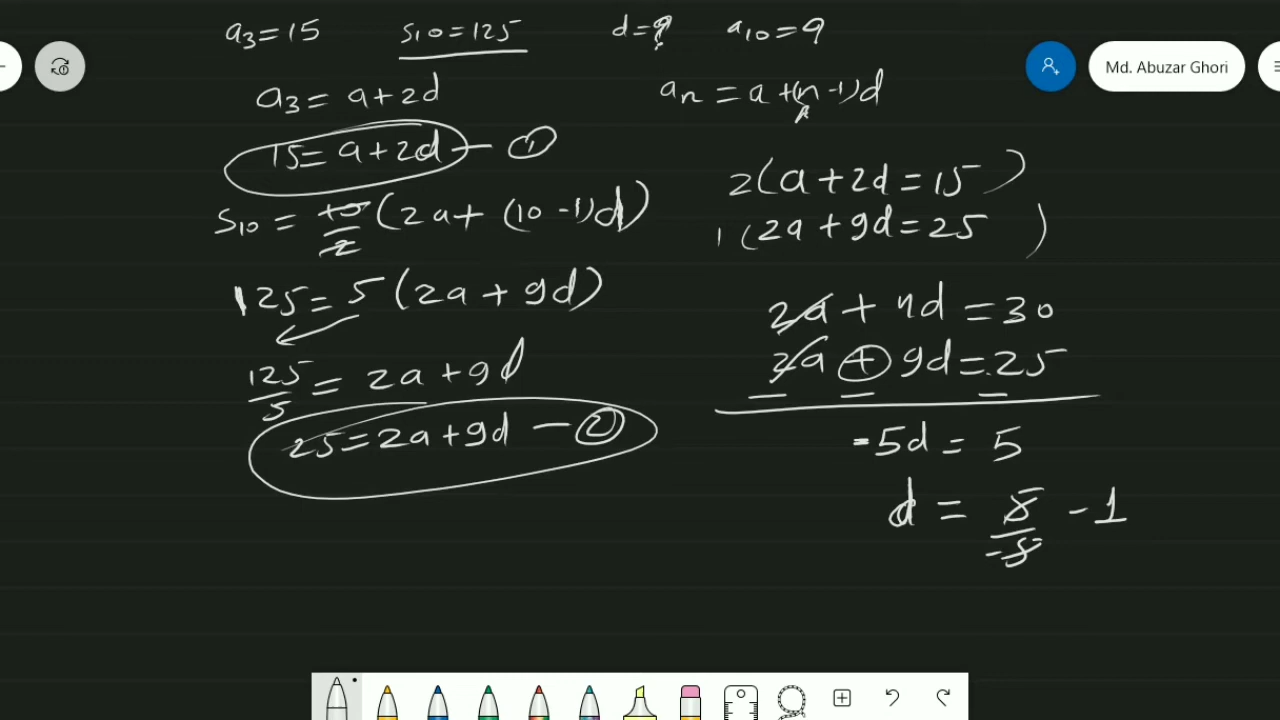 a₃=15 S₁₀=125 d=? a₁₀=9
Md. Abuzar Ghori
a₃= a+2d
15= a+2d — ①
S₁₀ = 10/2 (2a+ (10-1)d)
125= 5 (2a+9d)
125/5 = 2a+9d
25=2a+9d — ②
aₙ = a+(n-1)d
2(a+2d=15)
1(2a+9d=25)
2a+4d=30
2a+9d=25
-5d= 5
d = 5/-5 -1